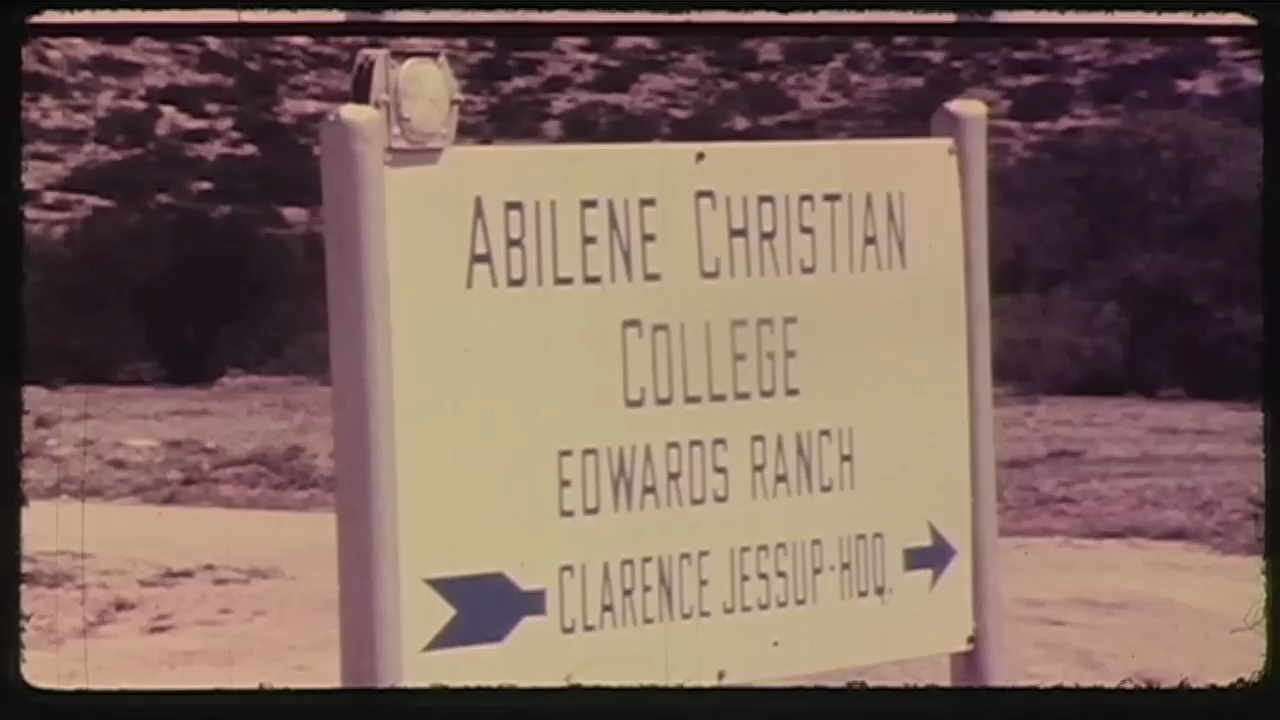 ABILENE CHRISTIAN
COLLEGE
EDWARDS RANCH
CLARENCE JESSUP-HDQ.